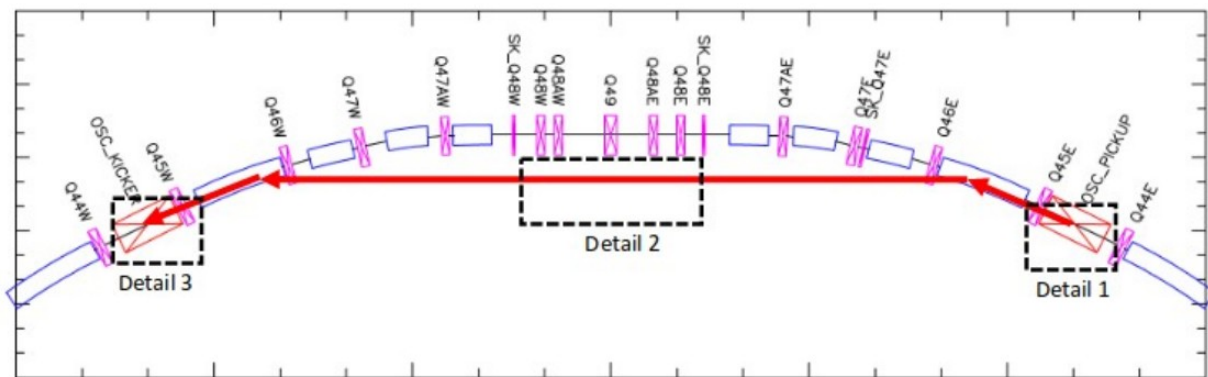 Q44W
OSC_KICKER
Q45W
Q46W
Q47W
Q47AW
SK_Q48W
Q48W
Q48AW
Q49
Q48AE
Q48E
SK_Q48E
Q47AE
Q47E
SK_Q47E
Q46E
Q45E
OSC_PICKUP
Q44E
Detail 3
Detail 2
Detail 1